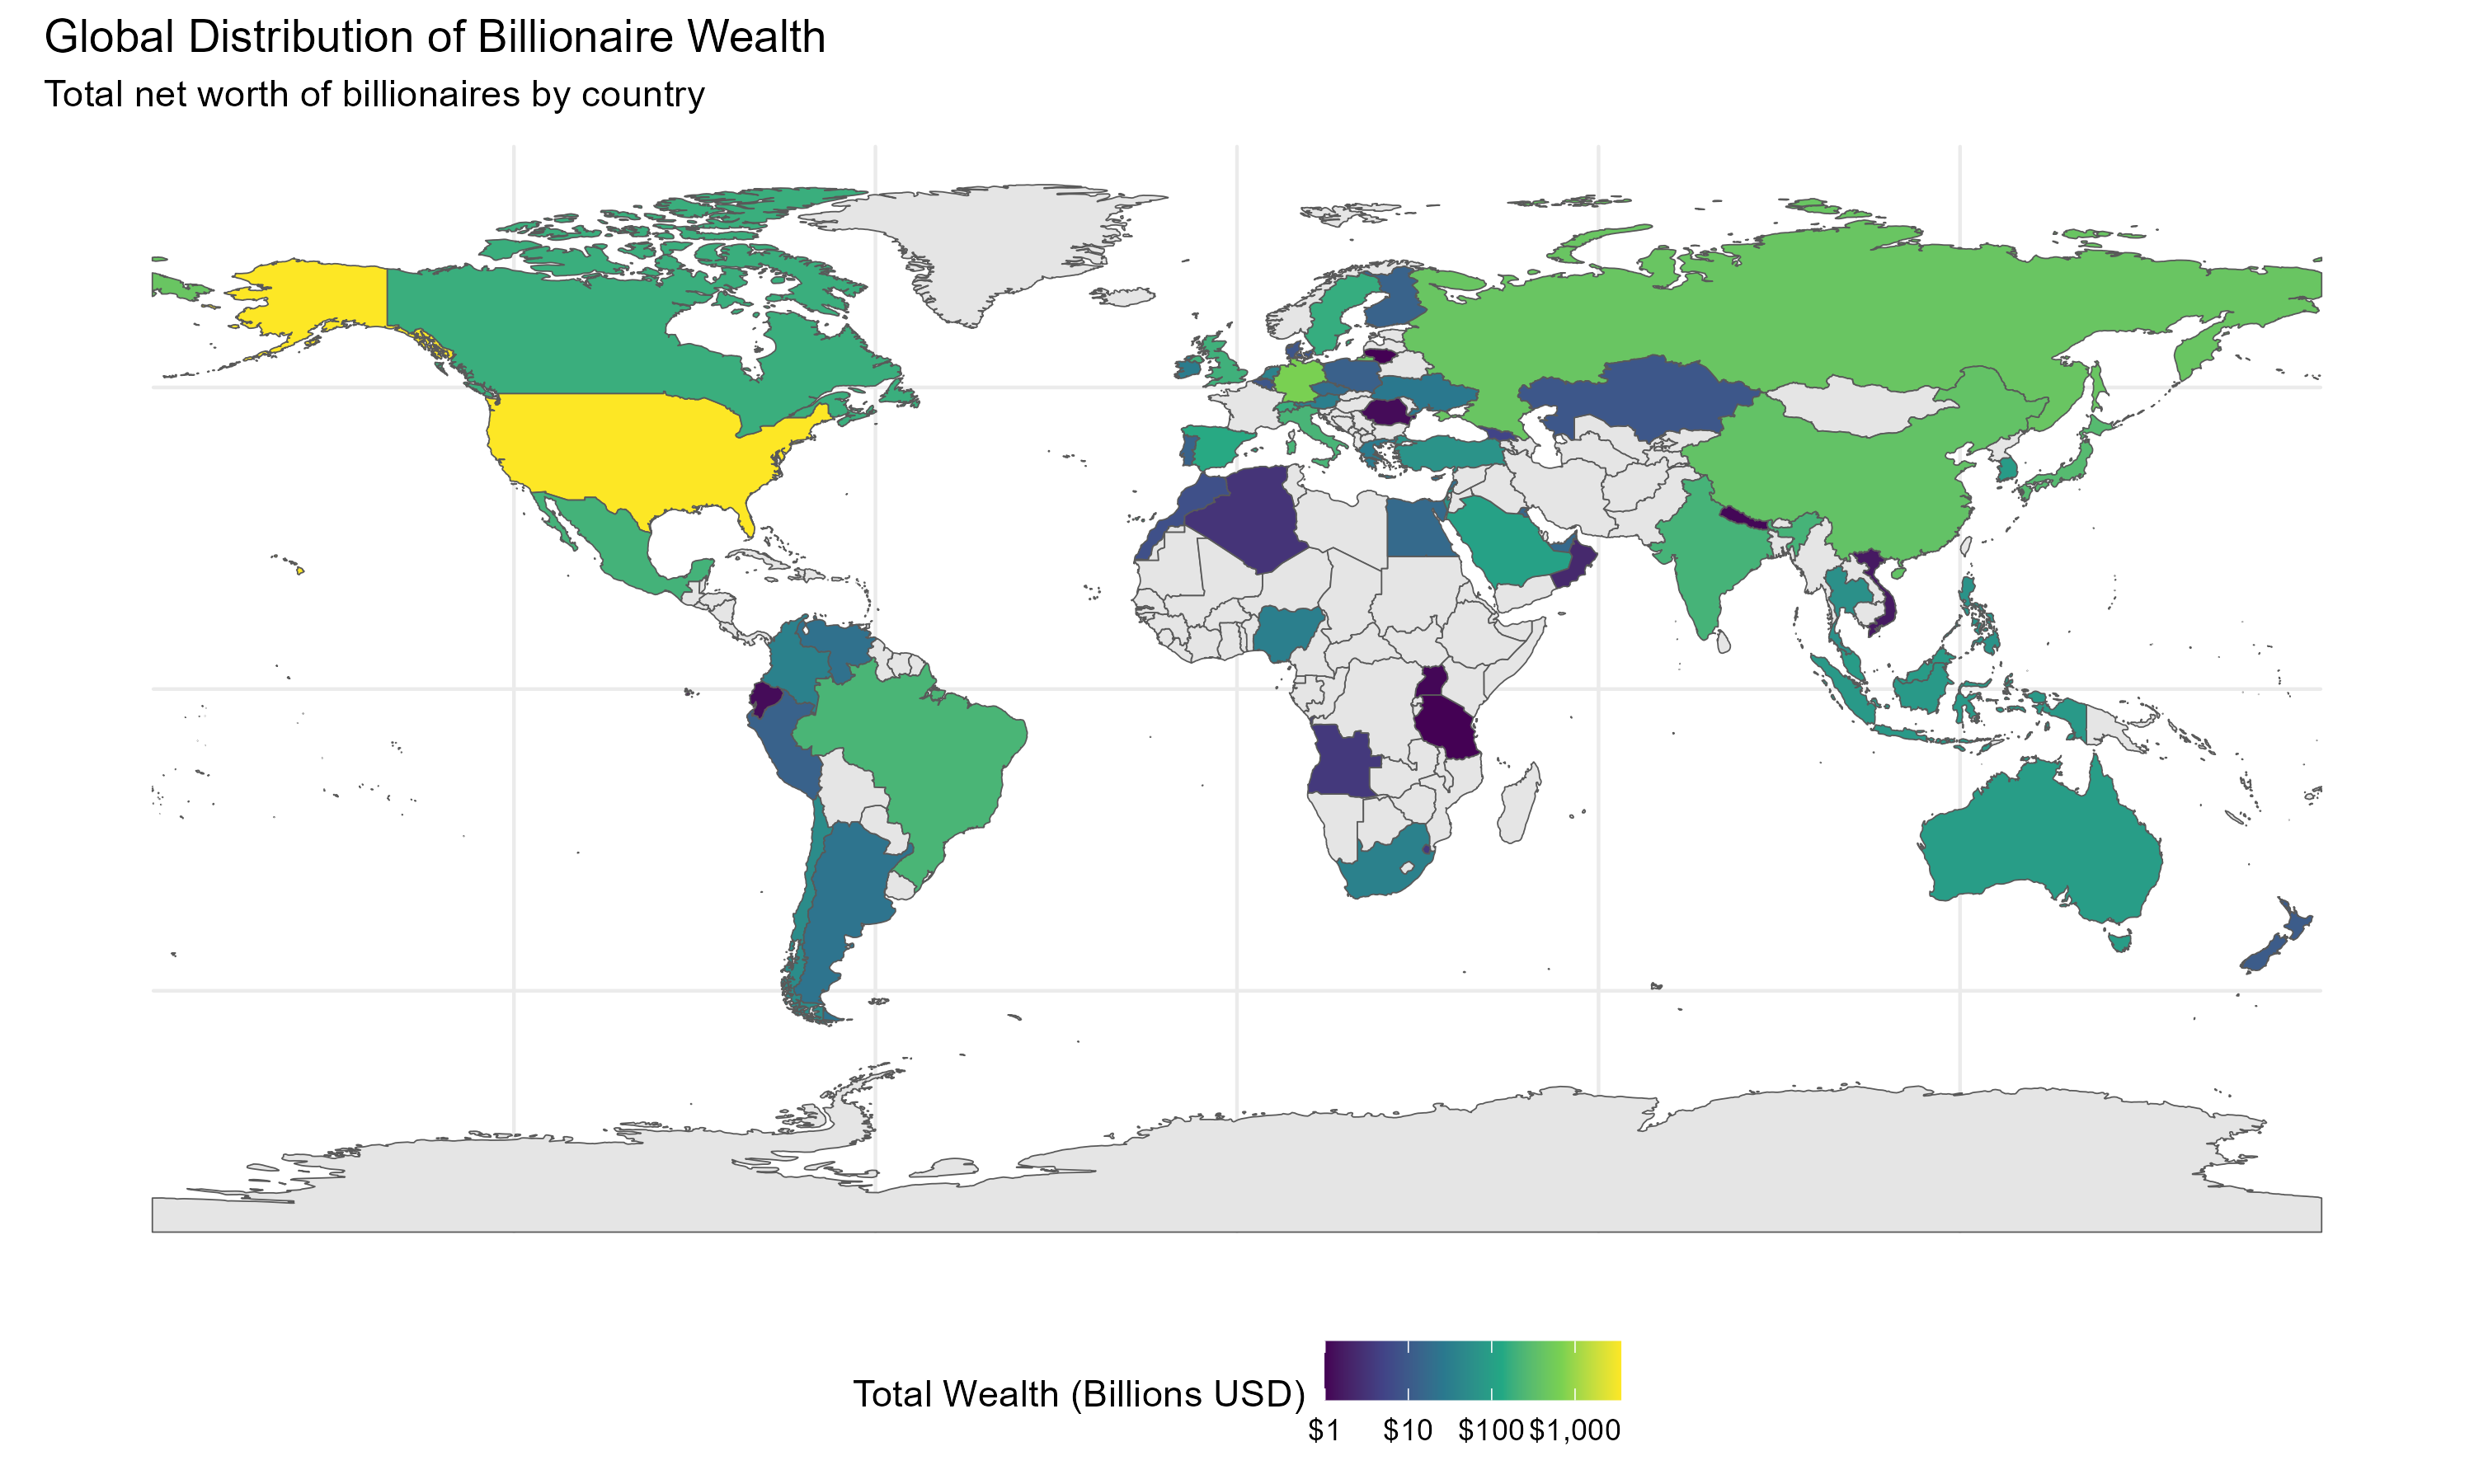 Global Distribution of Billionaire Wealth
Total net worth of billionaires by country
Total Wealth (Billions USD)
$1 $10 $100 $1,000